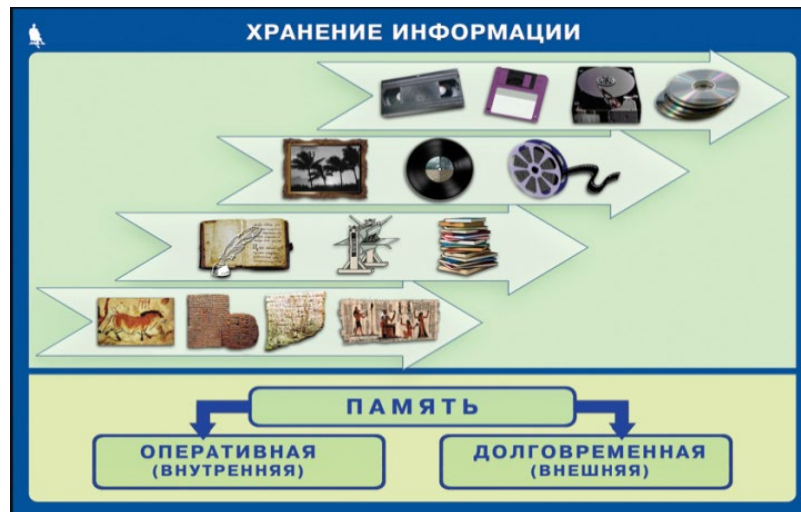 ХРАНЕНИЕ ИНФОРМАЦИИ
ПАМЯТЬ
ОПЕРАТИВНАЯ
(ВНУТРЕННЯЯ)
ДОЛГОВРЕМЕННАЯ
(ВНЕШНЯЯ)